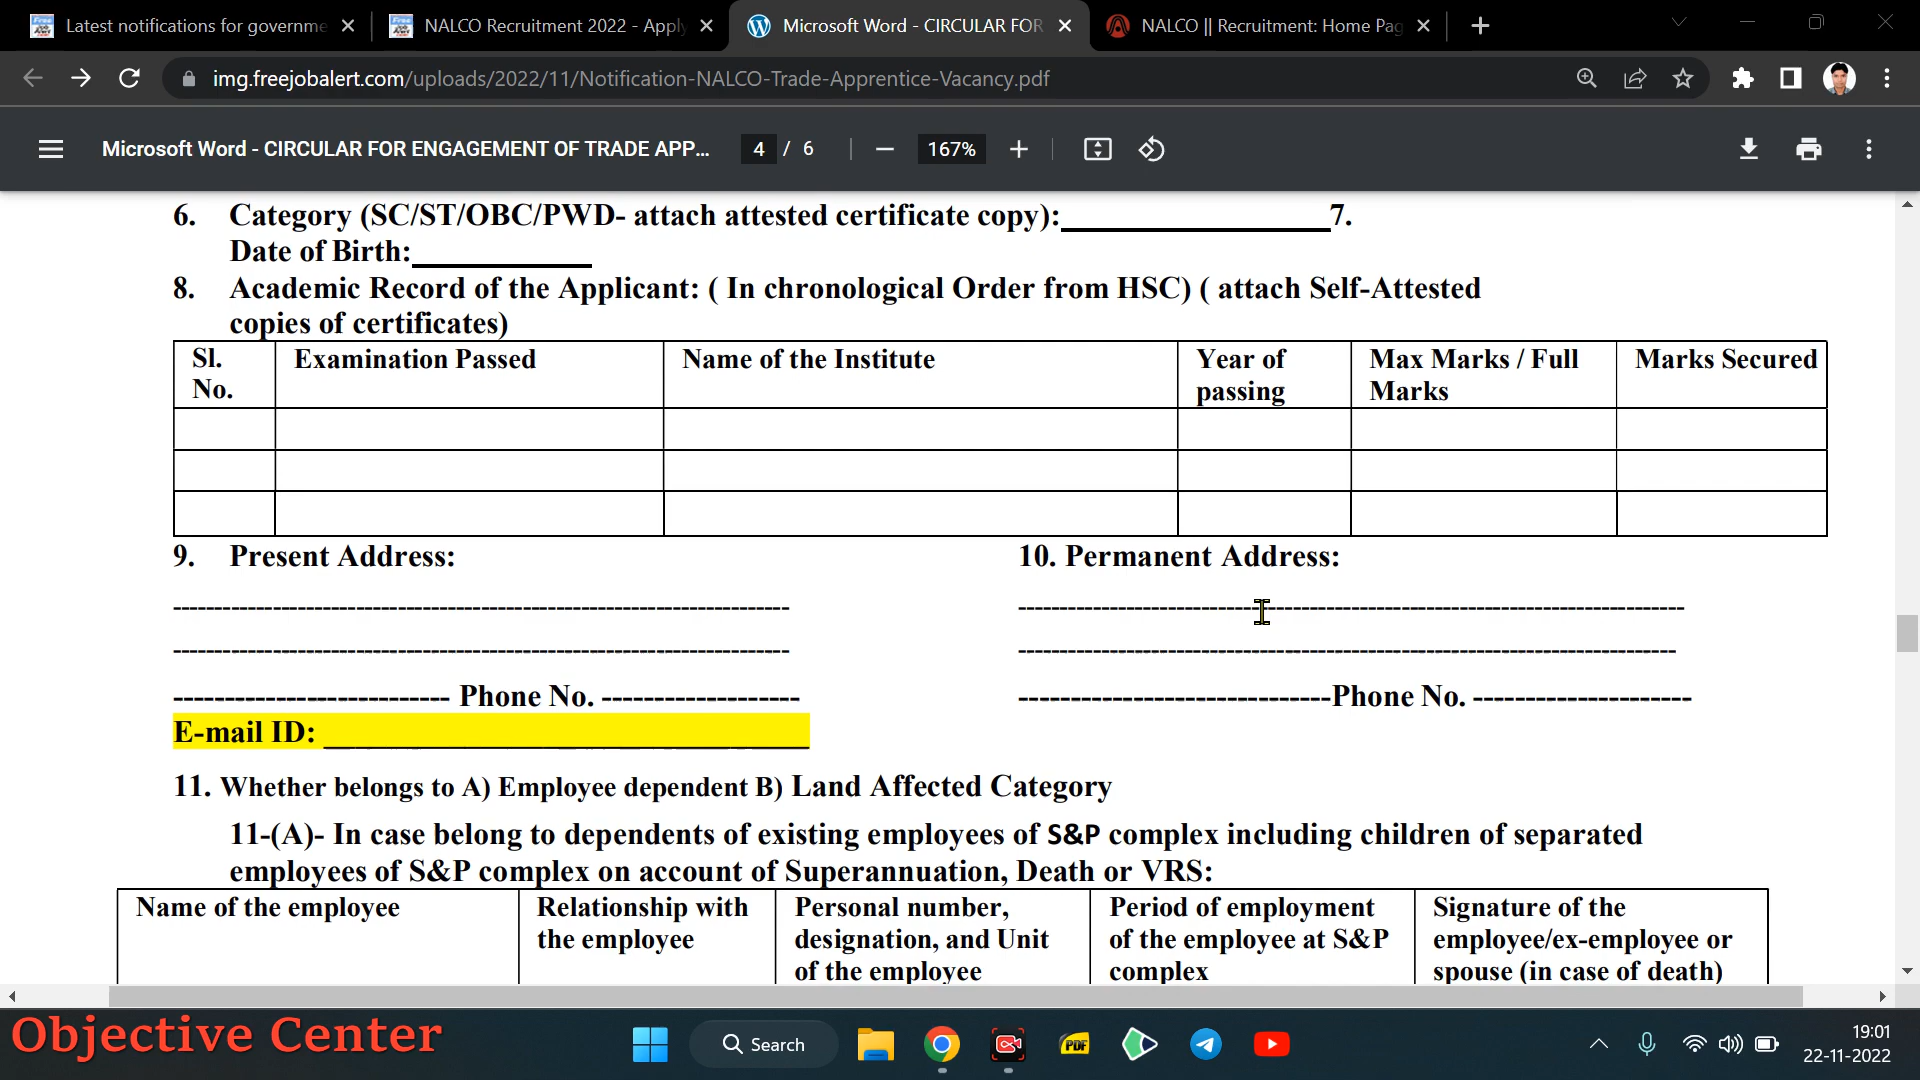 Latest notifications for governme
NALCO Recruitment 2022 - Apply
Microsoft Word - CIRCULAR FOR
NALCO || Recruitment: Home Pag
img.freejobalert.com/uploads/2022/11/Notification-NALCO-Trade-Apprentice-Vacancy.pdf
Microsoft Word - CIRCULAR FOR ENGAGEMENT OF TRADE APP...
4 / 6
167%
6. Category (SC/ST/OBC/PWD- attach attested certificate copy):__________________7.
Date of Birth:____________
8. Academic Record of the Applicant: ( In chronological Order from HSC) ( attach Self-Attested
copies of certificates)
Sl. No.
Examination Passed
Name of the Institute
Year of passing
Max Marks / Full Marks
Marks Secured
9. Present Address:
10. Permanent Address:
Phone No.
Phone No.
E-mail ID:
11. Whether belongs to A) Employee dependent B) Land Affected Category
11-(A)- In case belong to dependents of existing employees of S&P complex including children of separated
employees of S&P complex on account of Superannuation, Death or VRS:
Name of the employee
Relationship with the employee
Personal number, designation, and Unit of the employee
Period of employment of the employee at S&P complex
Signature of the employee/ex-employee or spouse (in case of death)
Objective Center
Search
PDF
19:01
22-11-2022